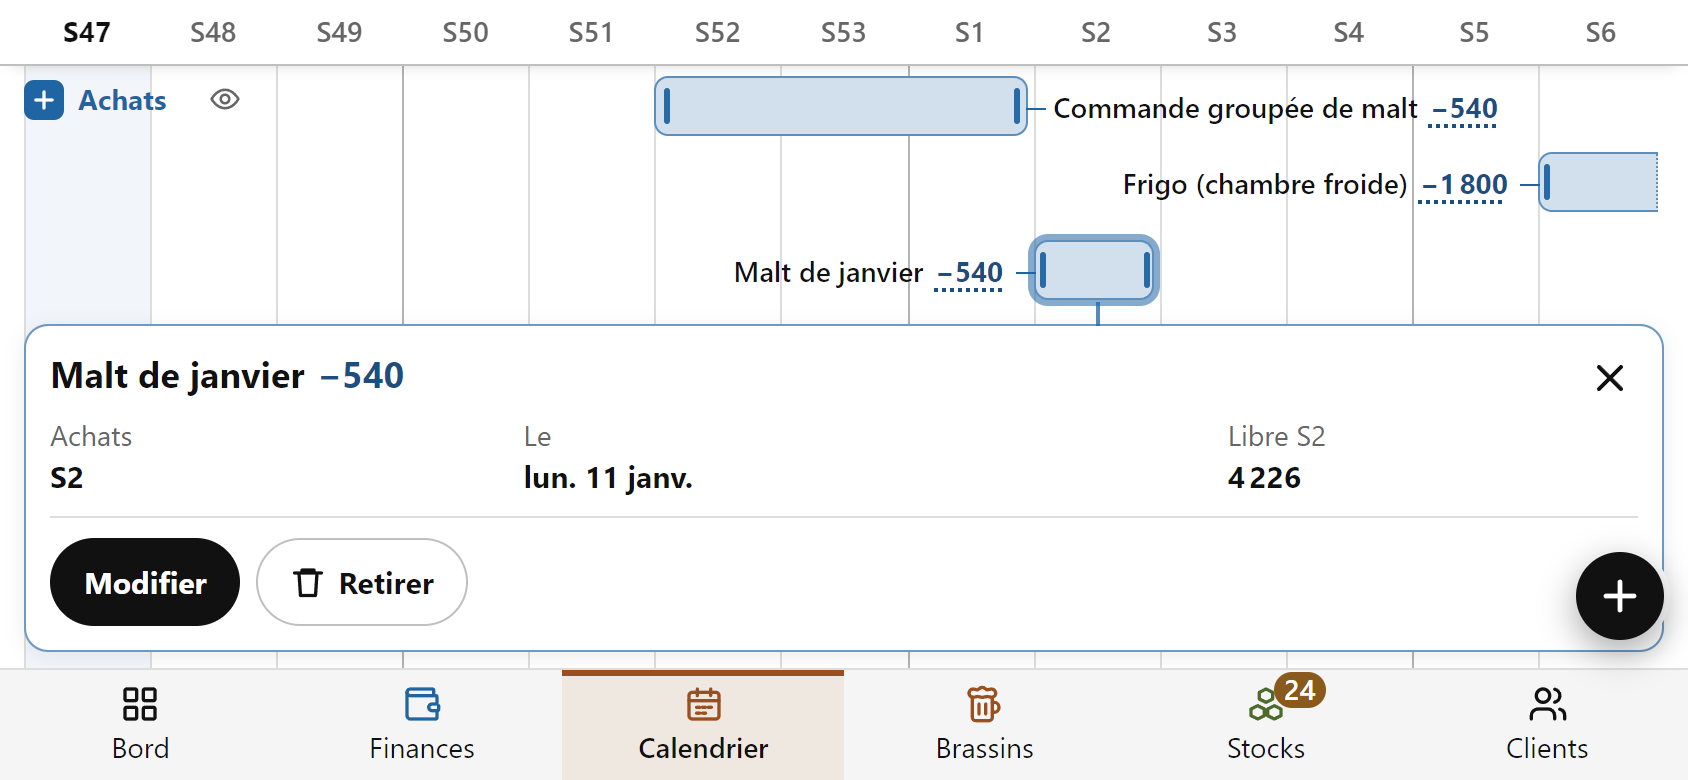 S47 S48 S49 S50 S51 S52 S53 S1 S2 S3 S4 S5 S6
Achats
Commande groupée de malt −540
Frigo (chambre froide) −1 800
Malt de janvier −540
Malt de janvier −540
Achats Le Libre S2
S2 lun. 11 janv. 4 226
Modifier Retirer
24
Bord Finances Calendrier Brassins Stocks Clients